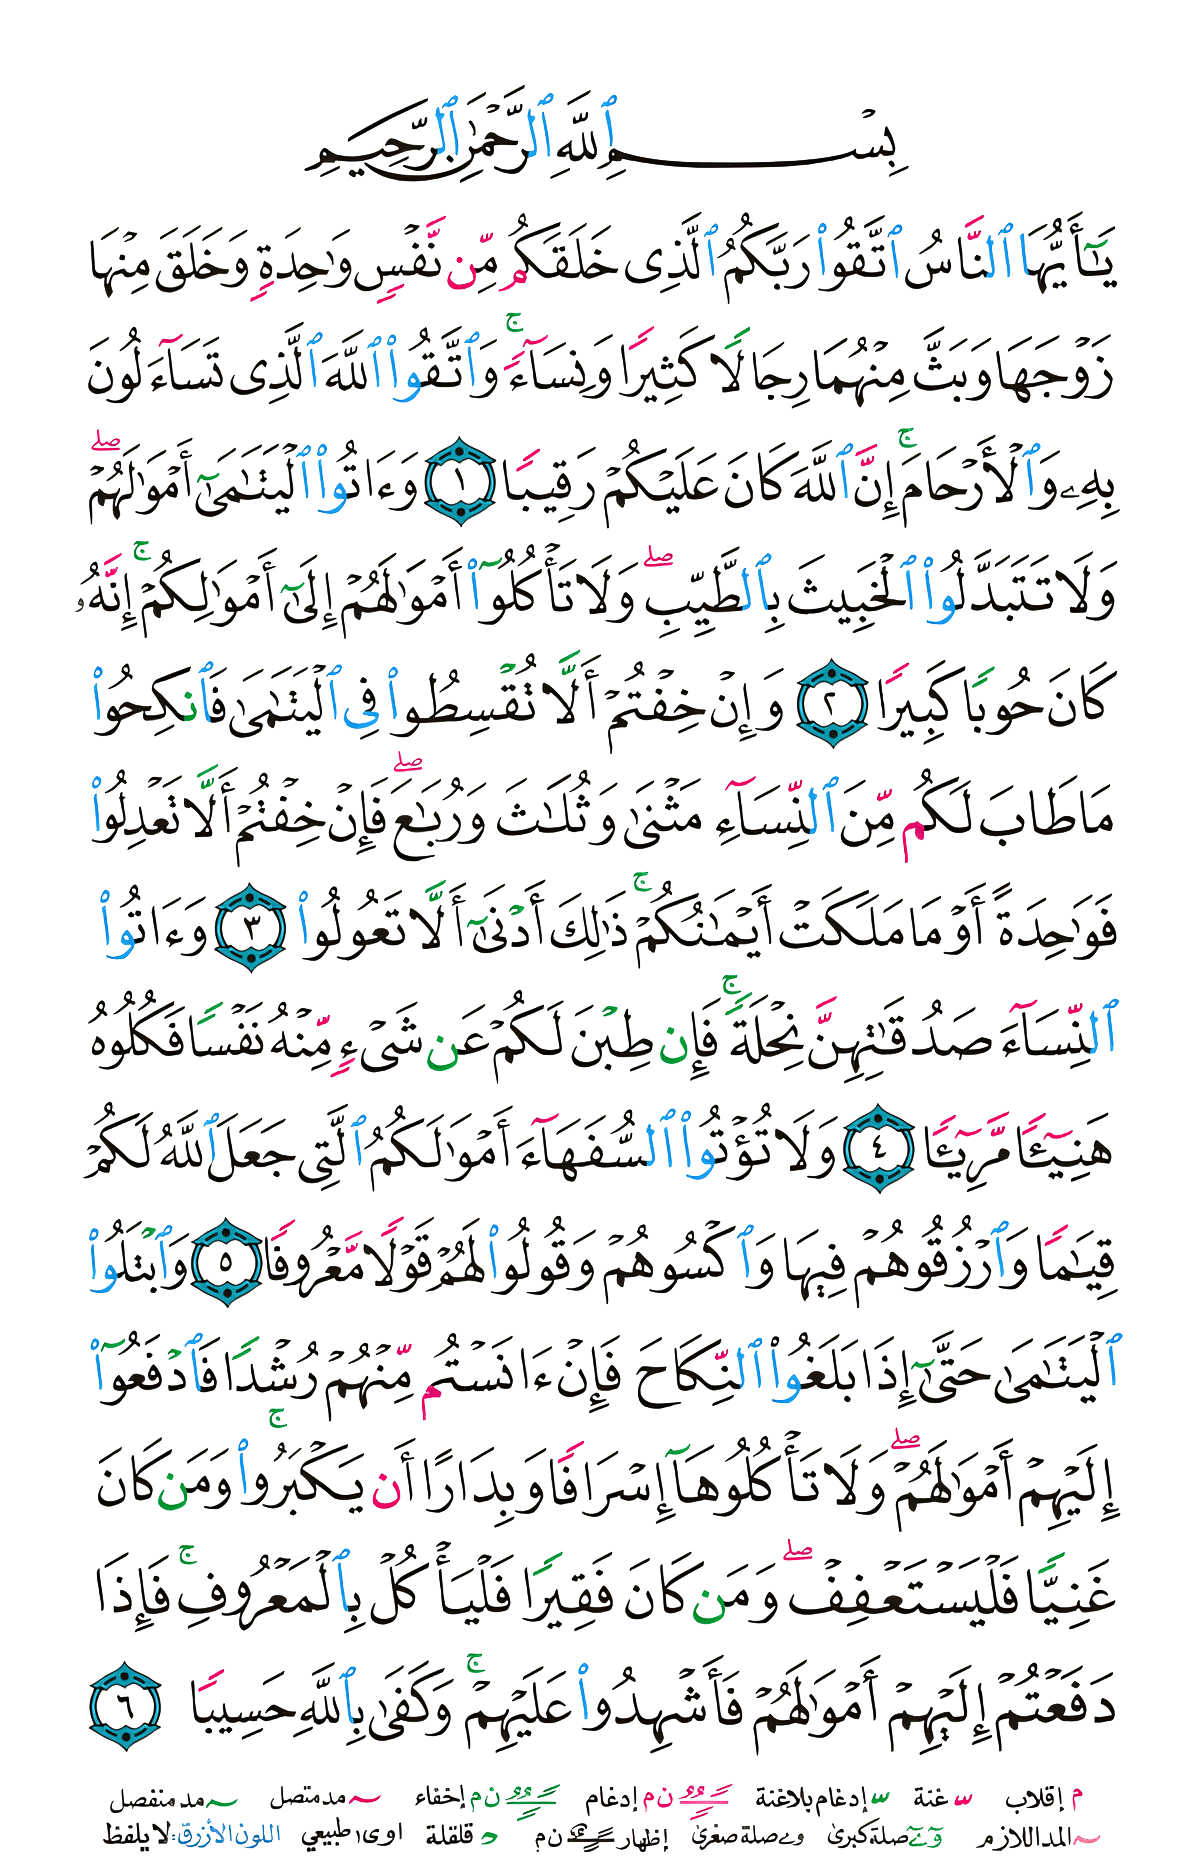 بِسْمِ ٱللَّهِ ٱلرَّحْمَٰنِ ٱلرَّحِيمِ
يَٰٓأَيُّهَا ٱلنَّاسُ ٱتَّقُوا۟ رَبَّكُمُ ٱلَّذِى خَلَقَكُم مِّن نَّفْسٍ وَٰحِدَةٍ وَخَلَقَ مِنْهَا
زَوْجَهَا وَبَثَّ مِنْهُمَا رِجَالًا كَثِيرًا وَنِسَآءً ۚ وَٱتَّقُوا۟ ٱللَّهَ ٱلَّذِى تَسَآءَلُونَ
بِهِۦ وَٱلْأَرْحَامَ ۚ إِنَّ ٱللَّهَ كَانَ عَلَيْكُمْ رَقِيبًا ١ وَءَاتُوا۟ ٱلْيَتَٰمَىٰٓ أَمْوَٰلَهُمْ ۖ
وَلَا تَتَبَدَّلُوا۟ ٱلْخَبِيثَ بِٱلطَّيِّبِ ۖ وَلَا تَأْكُلُوٓا۟ أَمْوَٰلَهُمْ إِلَىٰٓ أَمْوَٰلِكُمْ ۚ إِنَّهُۥ
كَانَ حُوبًا كَبِيرًا ٢ وَإِنْ خِفْتُمْ أَلَّا تُقْسِطُوا۟ فِى ٱلْيَتَٰمَىٰ فَٱنكِحُوا۟
مَا طَابَ لَكُم مِّنَ ٱلنِّسَآءِ مَثْنَىٰ وَثُلَٰثَ وَرُبَٰعَ ۖ فَإِنْ خِفْتُمْ أَلَّا تَعْدِلُوا۟
فَوَٰحِدَةً أَوْ مَا مَلَكَتْ أَيْمَٰنُكُمْ ۚ ذَٰلِكَ أَدْنَىٰٓ أَلَّا تَعُولُوا۟ ٣ وَءَاتُوا۟
ٱلنِّسَآءَ صَدُقَٰتِهِنَّ نِحْلَةً ۚ فَإِن طِبْنَ لَكُمْ عَن شَىْءٍ مِّنْهُ نَفْسًا فَكُلُوهُ
هَنِيٓـًٔا مَّرِيٓـًٔا ٤ وَلَا تُؤْتُوا۟ ٱلسُّفَهَآءَ أَمْوَٰلَكُمُ ٱلَّتِى جَعَلَ ٱللَّهُ لَكُمْ
قِيَٰمًا وَٱرْزُقُوهُمْ فِيهَا وَٱكْسُوهُمْ وَقُولُوا۟ لَهُمْ قَوْلًا مَّعْرُوفًا ٥ وَٱبْتَلُوا۟
ٱلْيَتَٰمَىٰ حَتَّىٰٓ إِذَا بَلَغُوا۟ ٱلنِّكَاحَ فَإِنْ ءَانَسْتُم مِّنْهُمْ رُشْدًا فَٱدْفَعُوٓا۟
إِلَيْهِمْ أَمْوَٰلَهُمْ ۖ وَلَا تَأْكُلُوهَآ إِسْرَافًا وَبِدَارًا أَن يَكْبَرُوا۟ ۚ وَمَن كَانَ
غَنِيًّا فَلْيَسْتَعْفِفْ ۖ وَمَن كَانَ فَقِيرًا فَلْيَأْكُلْ بِٱلْمَعْرُوفِ ۚ فَإِذَا
دَفَعْتُمْ إِلَيْهِمْ أَمْوَٰلَهُمْ فَأَشْهِدُوا۟ عَلَيْهِمْ ۚ وَكَفَىٰ بِٱللَّهِ حَسِيبًا ٦
م إقلاب غنة إدغام بلاغنة ن م إدغام ن م إخفاء مد متصل مد منفصل
المد اللازم صلة كبرى وے صلة صغرى إظهار ن م د قلقلة اوى طبيعي اللون الأزرق: لا يلفظ